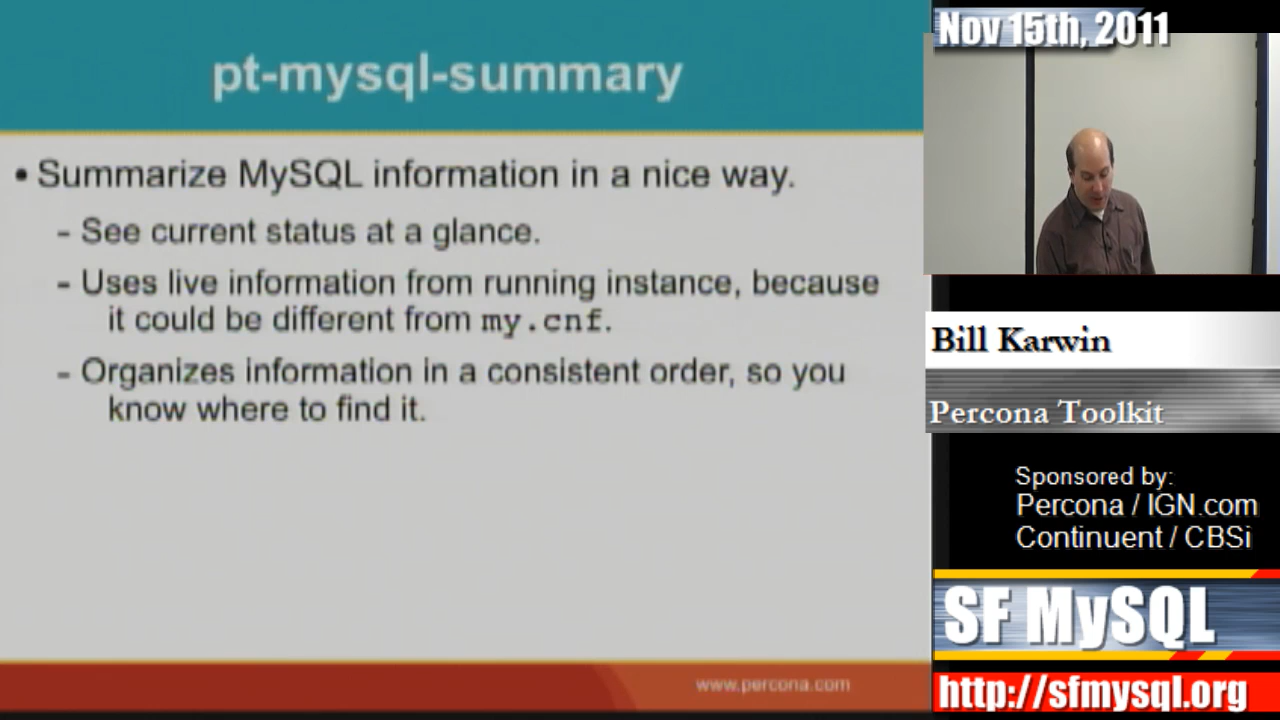 pt-mysql-summary
• Summarize MySQL information in a nice way.
– See current status at a glance.
– Uses live information from running instance, because
it could be different from my.cnf.
– Organizes information in a consistent order, so you
know where to find it.
www.percona.com
Nov 15th, 2011
Bill Karwin
Percona Toolkit
Sponsored by:
Percona / IGN.com
Continuent / CBSi
SF MySQL
http://sfmysql.org